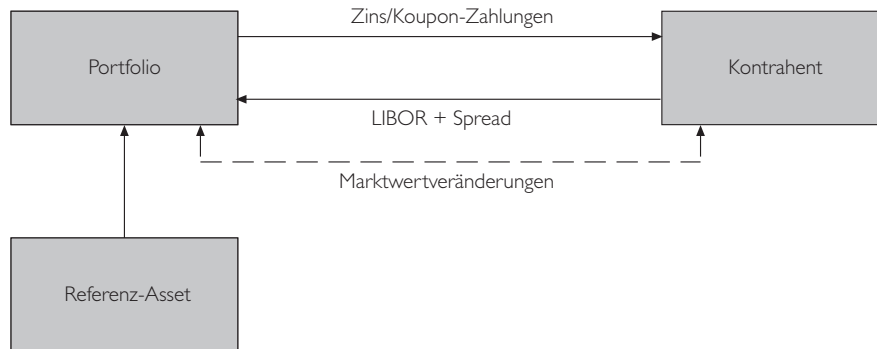 Zins/Koupon-Zahlungen
Portfolio
Kontrahent
LIBOR + Spread
Marktwertveränderungen
Referenz-Asset